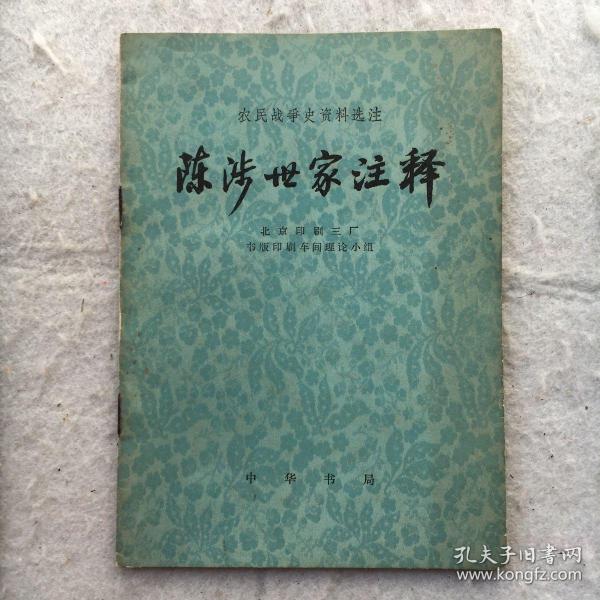 农民战争史资料选注
陈涉世家注释
北京印刷三厂
书版印刷车间理论小组
中华书局
孔夫子旧书网
www.kongfz.com